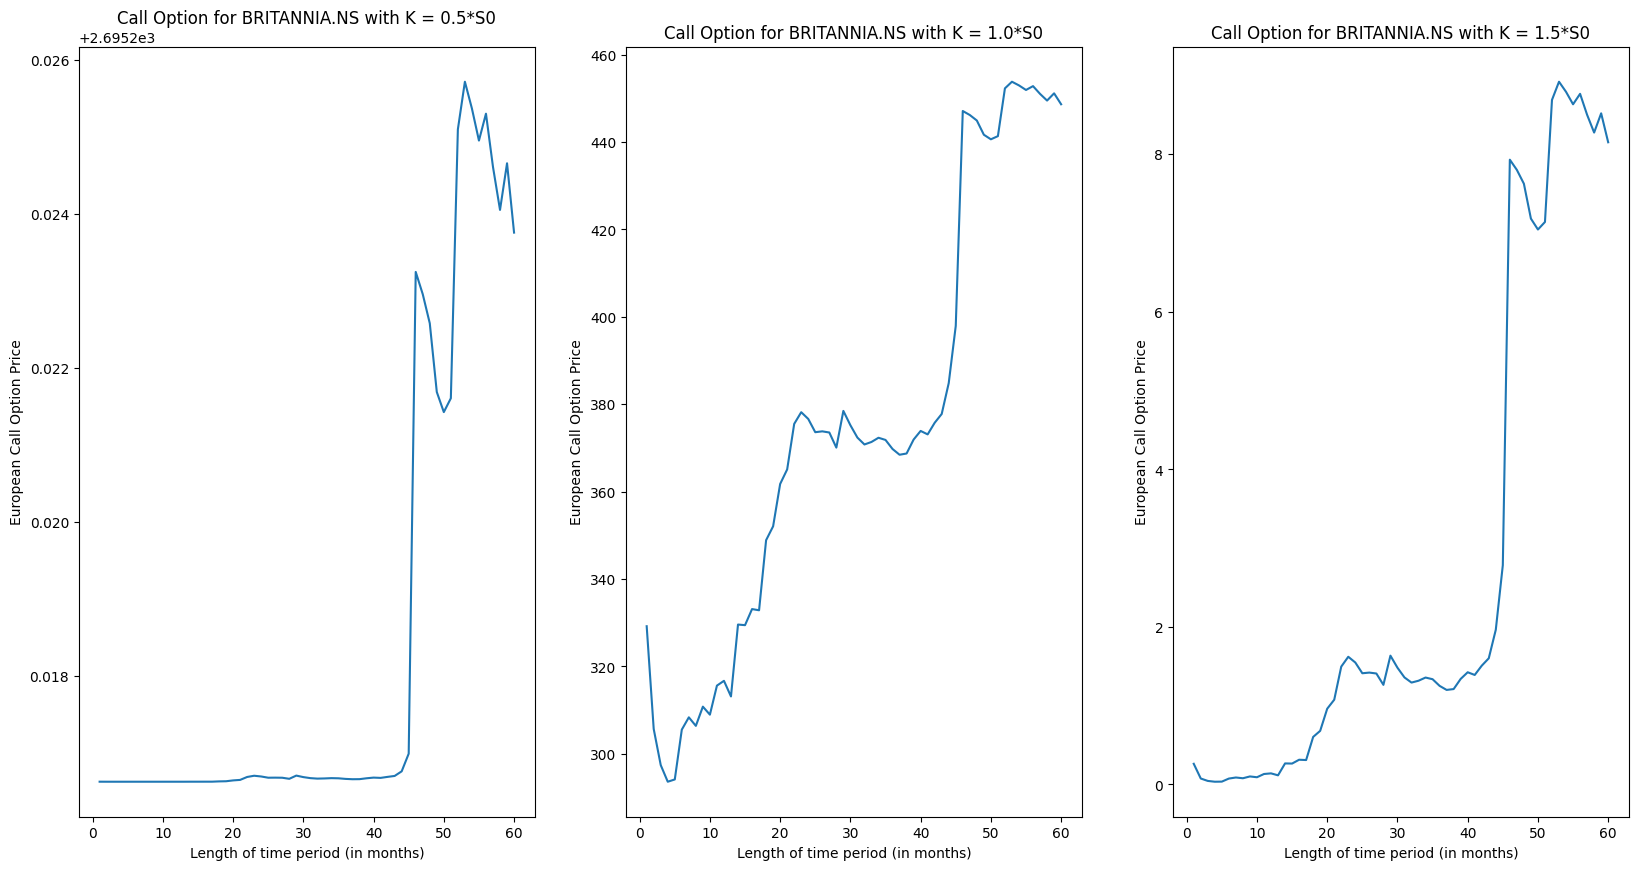 Call Option for BRITANNIA.NS with K = 0.5*S0
+2.6952e3
0.026
0.024
0.022
0.020
0.018
European Call Option Price
0 10 20 30 40 50 60
Length of time period (in months)
Call Option for BRITANNIA.NS with K = 1.0*S0
460
440
420
400
380
360
340
320
300
European Call Option Price
0 10 20 30 40 50 60
Length of time period (in months)
Call Option for BRITANNIA.NS with K = 1.5*S0
8
6
4
2
0
European Call Option Price
0 10 20 30 40 50 60
Length of time period (in months)